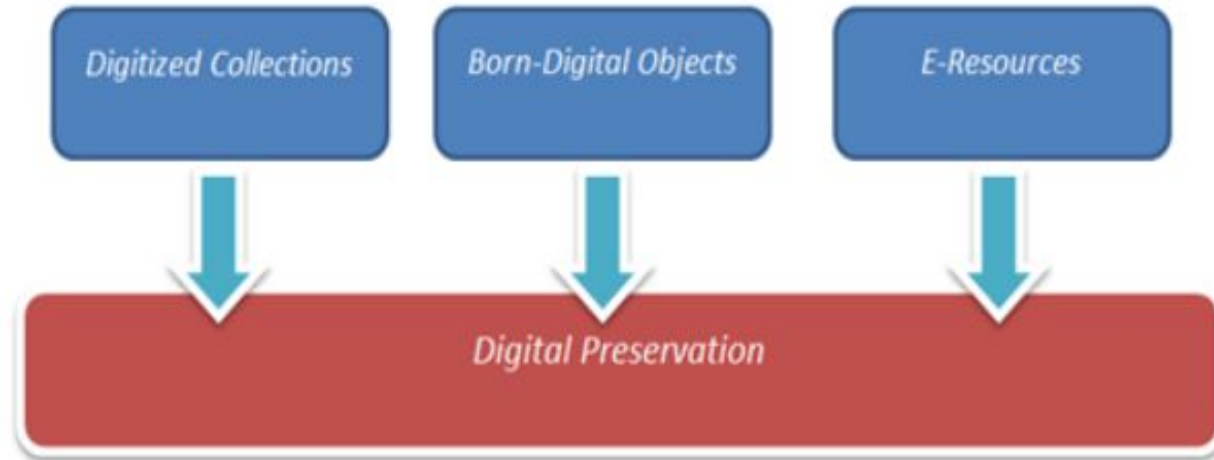 Digitized Collections
Born-Digital Objects
E-Resources
Digital Preservation